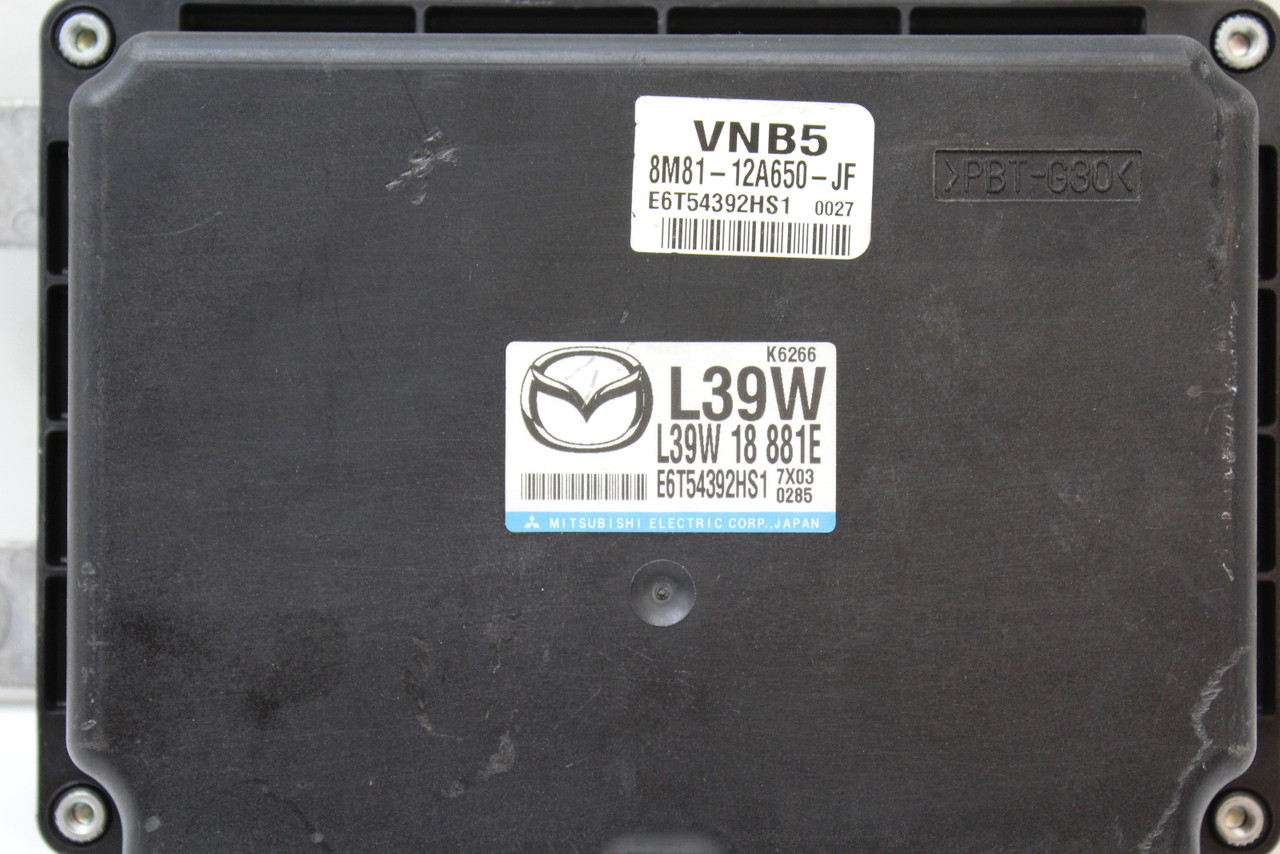 VNB5
8M81-12A650-JF
E6T54392HS1 0027
>PBT-G30<
K6266
L39W
L39W 18 881E
E6T54392HS1 7X03
0285
MITSUBISHI ELECTRIC CORP., JAPAN